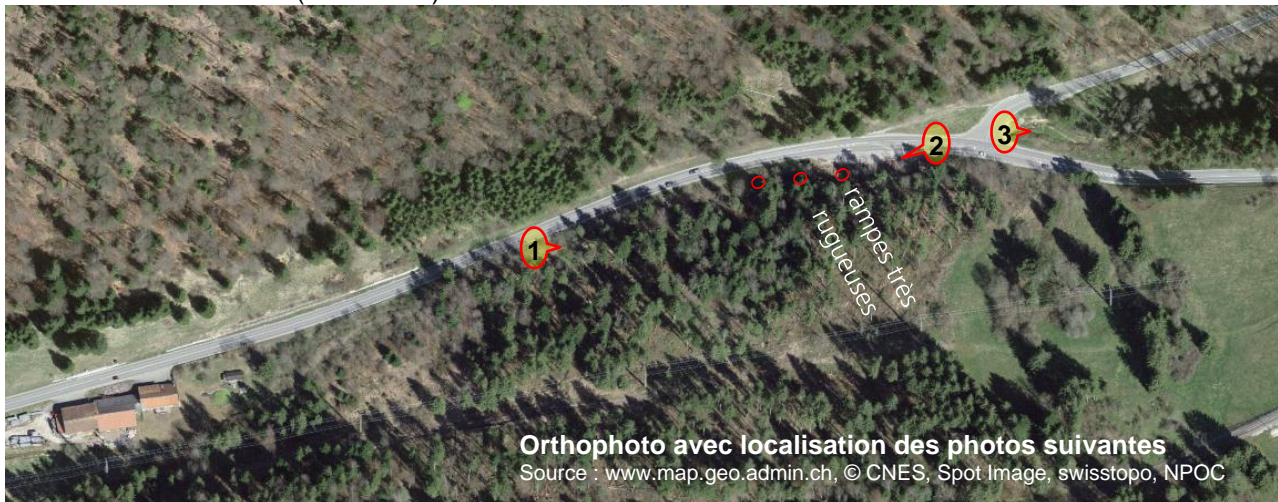 1
2
3
rampes très
rugueuses
Orthophoto avec localisation des photos suivantes
Source : www.map.geo.admin.ch, © CNES, Spot Image, swisstopo, NPOC